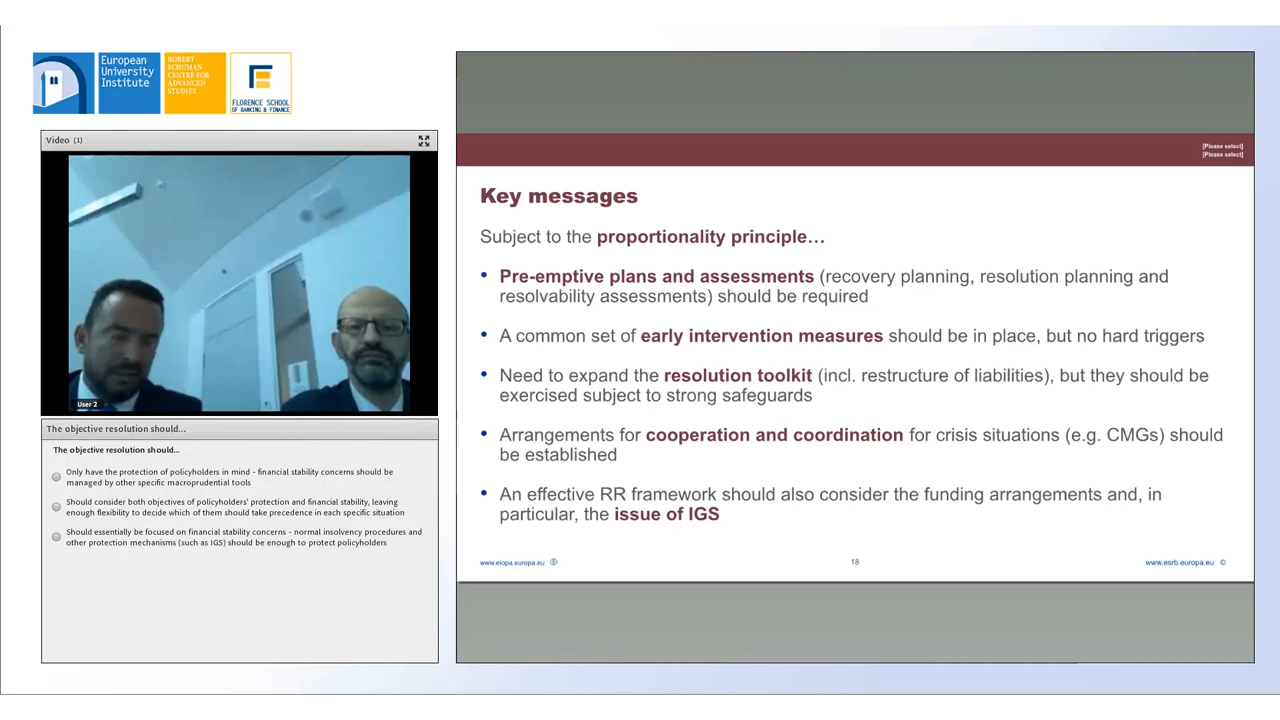 European
University
Institute
ROBERT
SCHUMAN
CENTRE FOR
ADVANCED
STUDIES
FLORENCE SCHOOL
OF BANKING & FINANCE
Video (1)
User 2
The objective resolution should...
The objective resolution should...
Only have the protection of policyholders in mind - financial stability concerns should be
managed by other specific macroprudential tools
Should consider both objectives of policyholders' protection and financial stability, leaving
enough flexibility to decide which of them should take precedence in each specific situation
Should essentially be focused on financial stability concerns - normal insolvency procedures and
other protection mechanisms (such as IGS) should be enough to protect policyholders
[Please select]
[Please select]
Key messages
Subject to the proportionality principle…
• Pre-emptive plans and assessments (recovery planning, resolution planning and
resolvability assessments) should be required
• A common set of early intervention measures should be in place, but no hard triggers
• Need to expand the resolution toolkit (incl. restructure of liabilities), but they should be
exercised subject to strong safeguards
• Arrangements for cooperation and coordination for crisis situations (e.g. CMGs) should
be established
• An effective RR framework should also consider the funding arrangements and, in
particular, the issue of IGS
www.eiopa.europa.eu
18
www.esrb.europa.eu ©